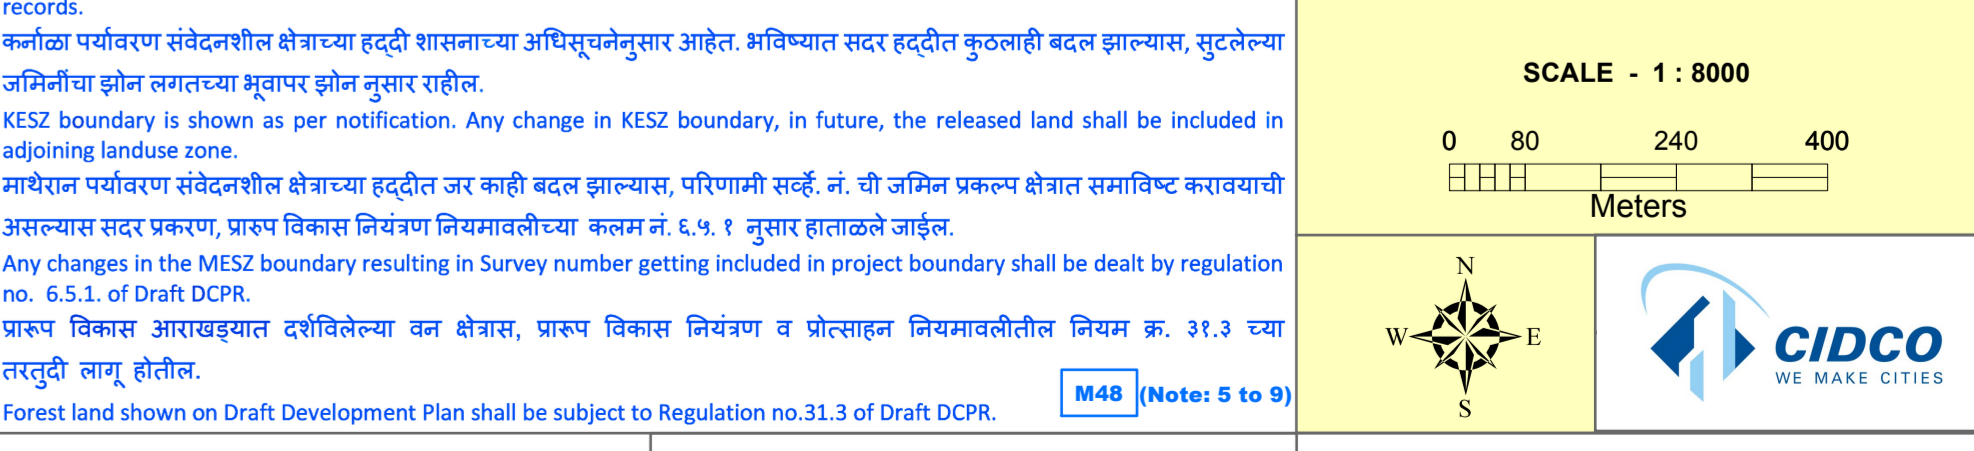 records.
कर्नाळा पर्यावरण संवेदनशील क्षेत्राच्या हद्दी शासनाच्या अधिसूचनेनुसार आहेत. भविष्यात सदर हद्दीत कुठलाही बदल झाल्यास, सुटलेल्या
जमिनींचा झोन लगतच्या भूवापर झोन नुसार राहील.
KESZ boundary is shown as per notification. Any change in KESZ boundary, in future, the released land shall be included in
adjoining landuse zone.
माथेरान पर्यावरण संवेदनशील क्षेत्राच्या हद्दीत जर काही बदल झाल्यास, परिणामी सर्व्हे. नं. ची जमिन प्रकल्प क्षेत्रात समाविष्ट करावयाची
असल्यास सदर प्रकरण, प्रारुप विकास नियंत्रण नियमावलीच्या कलम नं. ६.५. १ नुसार हाताळले जाईल.
Any changes in the MESZ boundary resulting in Survey number getting included in project boundary shall be dealt by regulation
no. 6.5.1. of Draft DCPR.
प्रारूप विकास आराखड्यात दर्शविलेल्या वन क्षेत्रास, प्रारूप विकास नियंत्रण व प्रोत्साहन नियमावलीतील नियम क्र. ३१.३ च्या
तरतुदी लागू होतील.
Forest land shown on Draft Development Plan shall be subject to Regulation no.31.3 of Draft DCPR.
M48 (Note: 5 to 9)
SCALE - 1 : 8000
0 80 240 400
Meters
N
W E
S
CIDCO
WE MAKE CITIES